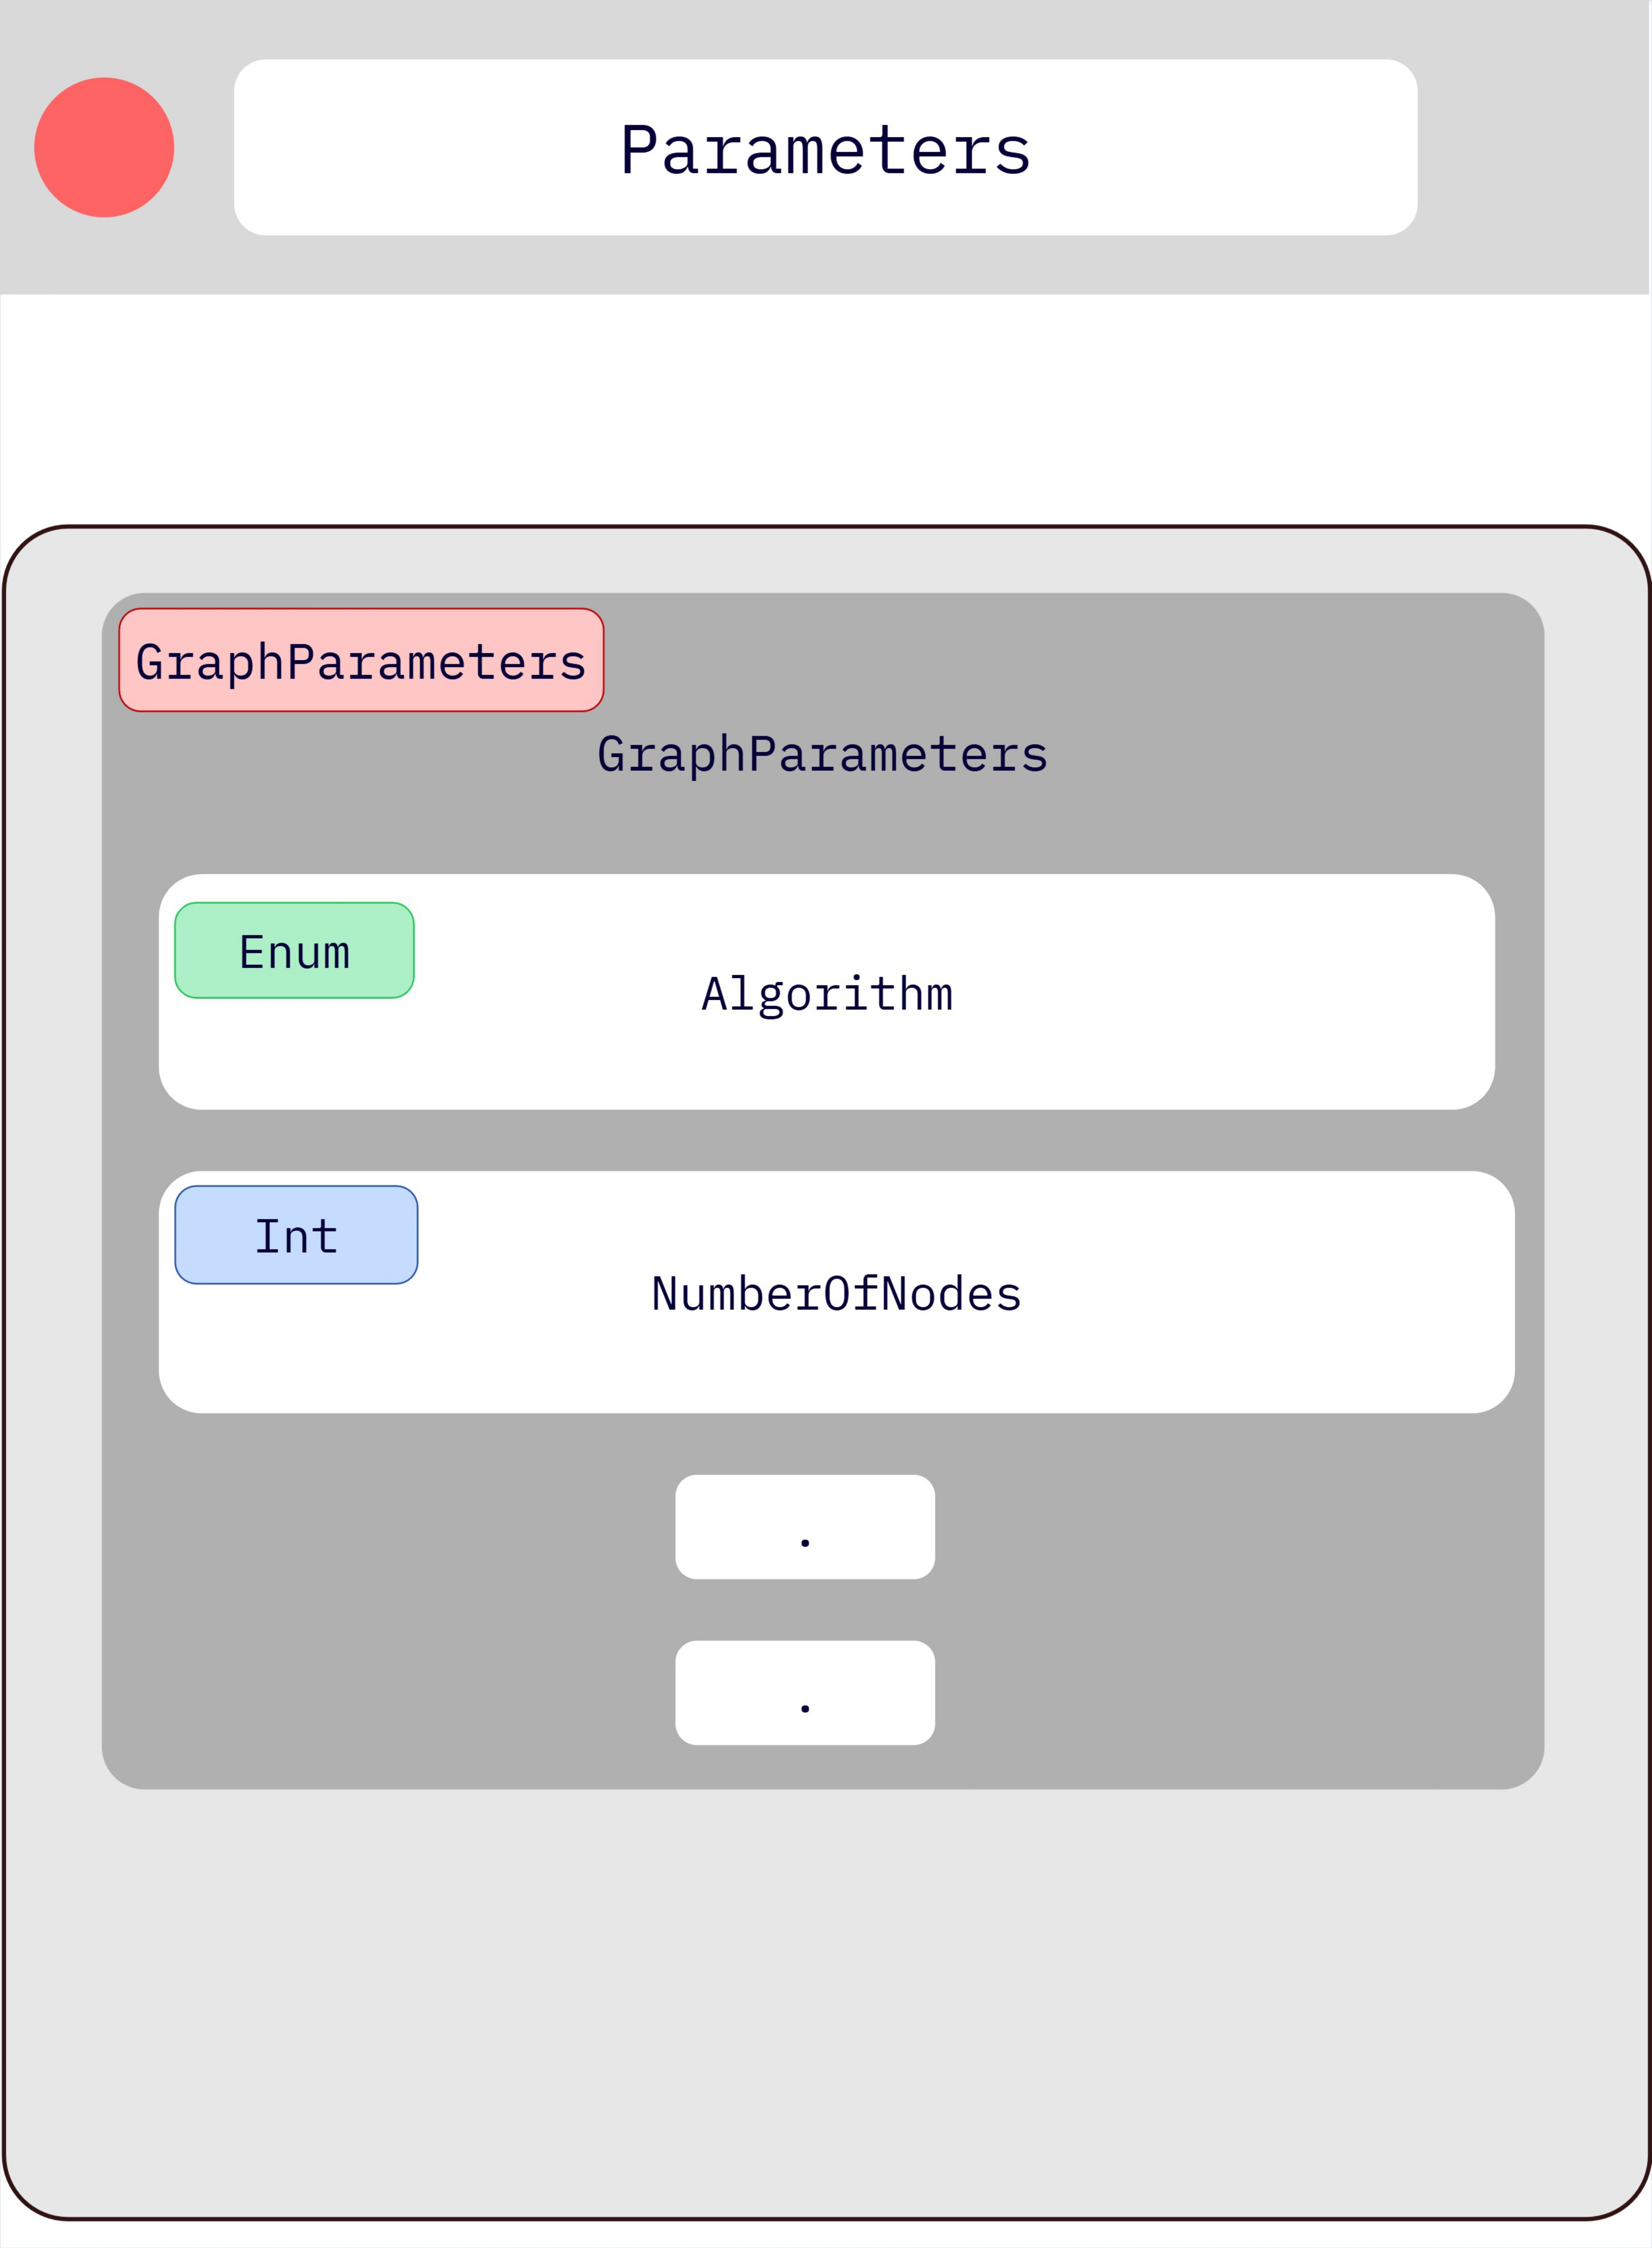 Parameters
GraphParameters
GraphParameters
Enum
Algorithm
Int
NumberOfNodes
.
.